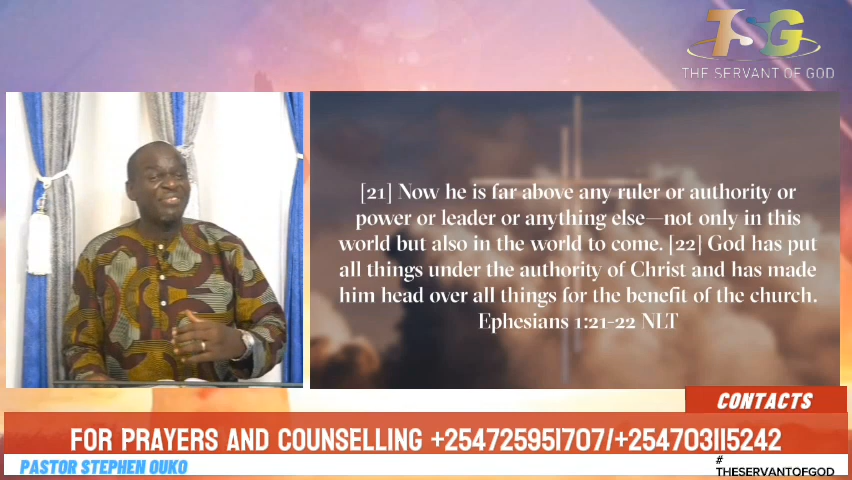 TSG
THE SERVANT OF GOD
[21] Now he is far above any ruler or authority or
power or leader or anything else—not only in this
world but also in the world to come. [22] God has put
all things under the authority of Christ and has made
him head over all things for the benefit of the church.
Ephesians 1:21-22 NLT
CONTACTS
FOR PRAYERS AND COUNSELLING +254725951707/+254703115242
PASTOR STEPHEN OUKO
#
THESERVANTOFGOD